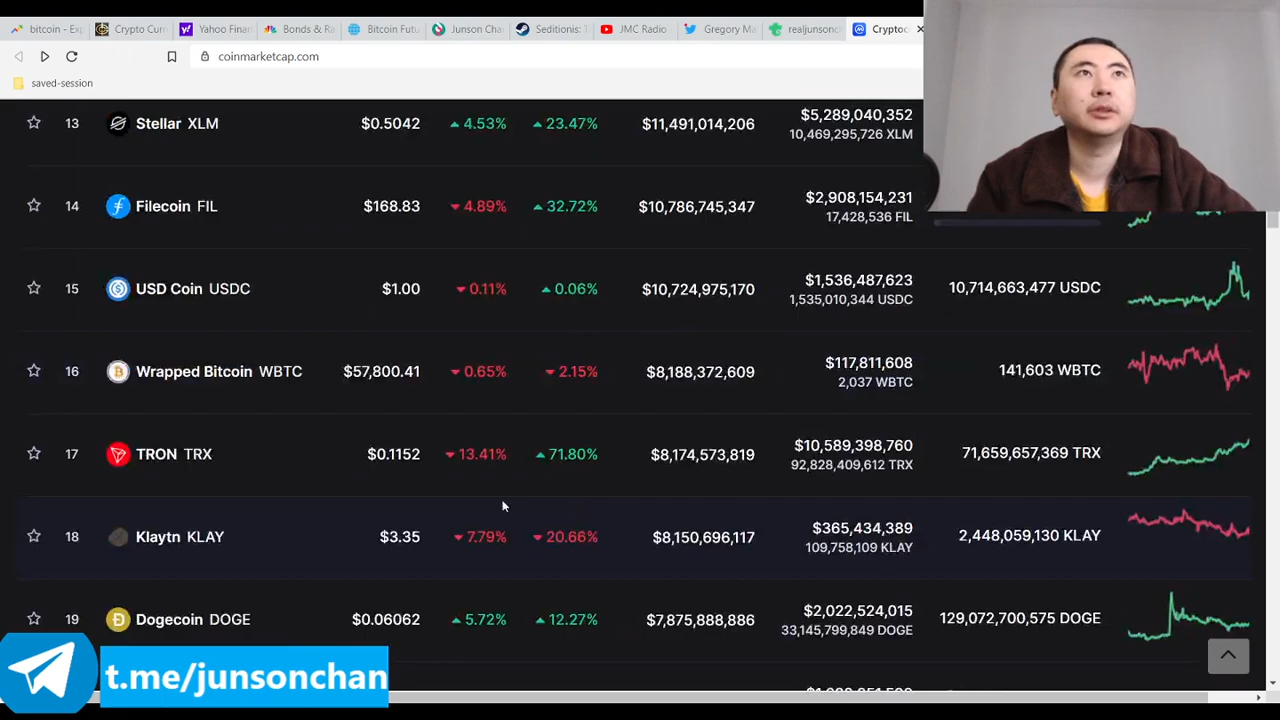 bitcoin - Exp
Crypto Cur
Yahoo Finan
Bonds & Ra
Bitcoin Futu
Junson Chan
Seditionis: T
JMC Radio
Gregory Ma
realjunsonch
Cryptoc
coinmarketcap.com
saved-session
13 Stellar XLM $0.5042 4.53% 23.47% $11,491,014,206 $5,289,040,352
10,469,295,726 XLM
14 Filecoin FIL $168.83 4.89% 32.72% $10,786,745,347 $2,908,154,231
17,428,536 FIL
15 USD Coin USDC $1.00 0.11% 0.06% $10,724,975,170 $1,536,487,623 10,714,663,477 USDC
1,535,010,344 USDC
16 Wrapped Bitcoin WBTC $57,800.41 0.65% 2.15% $8,188,372,609 $117,811,608 141,603 WBTC
2,037 WBTC
17 TRON TRX $0.1152 13.41% 71.80% $8,174,573,819 $10,589,398,760 71,659,657,369 TRX
92,828,409,612 TRX
18 Klaytn KLAY $3.35 7.79% 20.66% $8,150,696,117 $365,434,389 2,448,059,130 KLAY
109,758,109 KLAY
19 Dogecoin DOGE $0.06062 5.72% 12.27% $7,875,888,886 $2,022,524,015 129,072,700,575 DOGE
33,145,799,849 DOGE
t.me/junsonchan